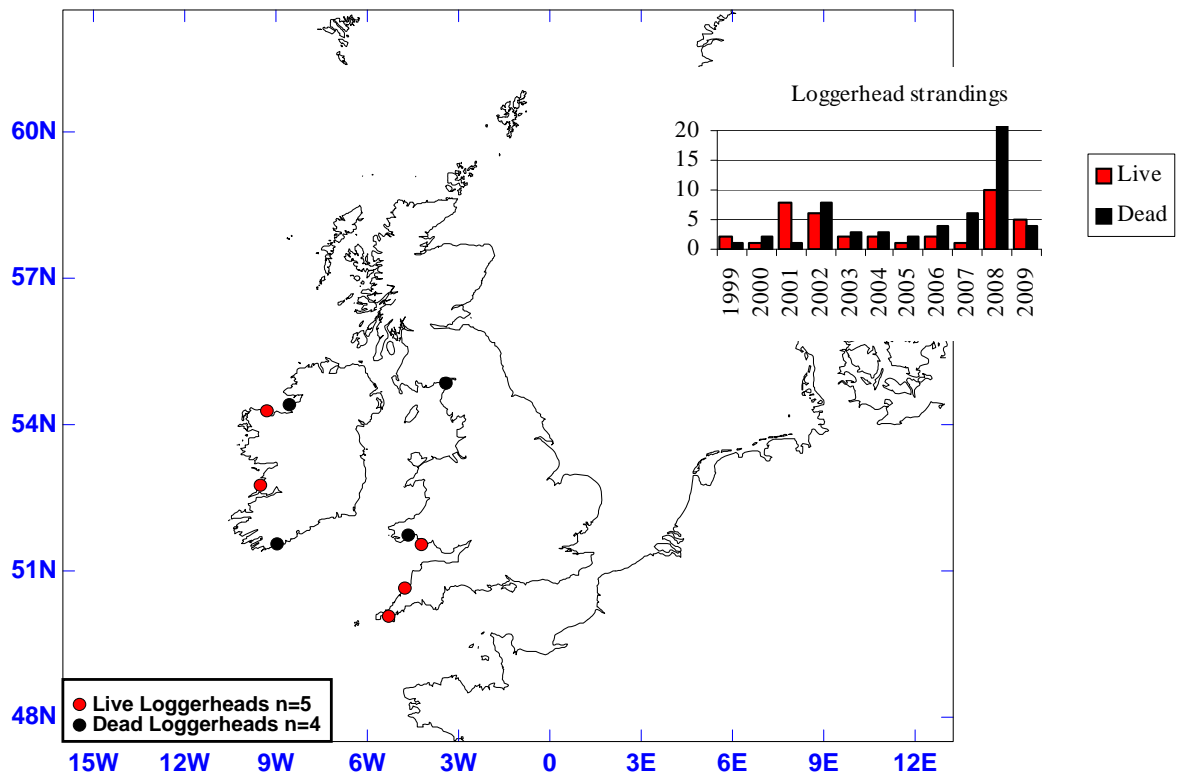 60N
57N
54N
51N
48N
15W 12W 9W 6W 3W 0 3E 6E 9E 12E
Loggerhead strandings
20
15
10
5
0
1999 2000 2001 2002 2003 2004 2005 2006 2007 2008 2009
Live
Dead
Live Loggerheads n=5
Dead Loggerheads n=4